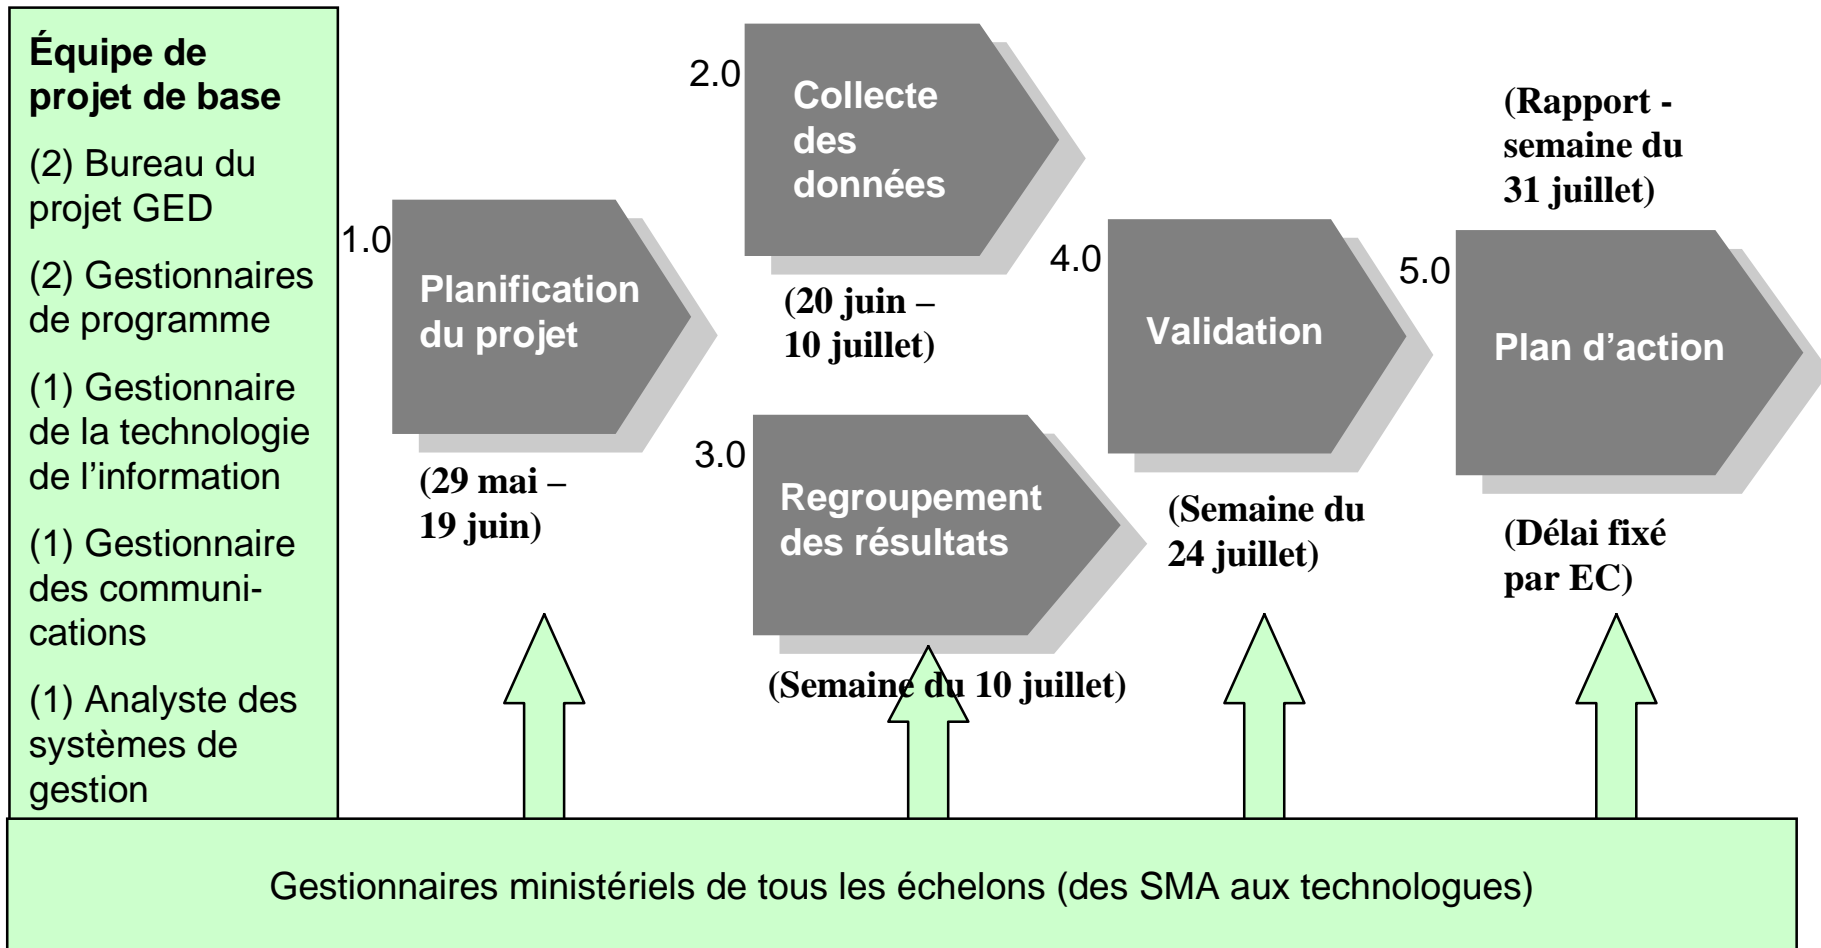 Équipe de
projet de base
(2) Bureau du
projet GED
(2) Gestionnaires
de programme
(1) Gestionnaire
de la technologie
de l’information
(1) Gestionnaire
des communi-
cations
(1) Analyste des
systèmes de
gestion
1.0
Planification
du projet
(29 mai –
19 juin)
2.0
Collecte
des
données
(20 juin –
10 juillet)
3.0
Regroupement
des résultats
(Semaine du 10 juillet)
4.0
Validation
(Semaine du
24 juillet)
(Rapport -
semaine du
31 juillet)
5.0
Plan d’action
(Délai fixé
par EC)
Gestionnaires ministériels de tous les échelons (des SMA aux technologues)